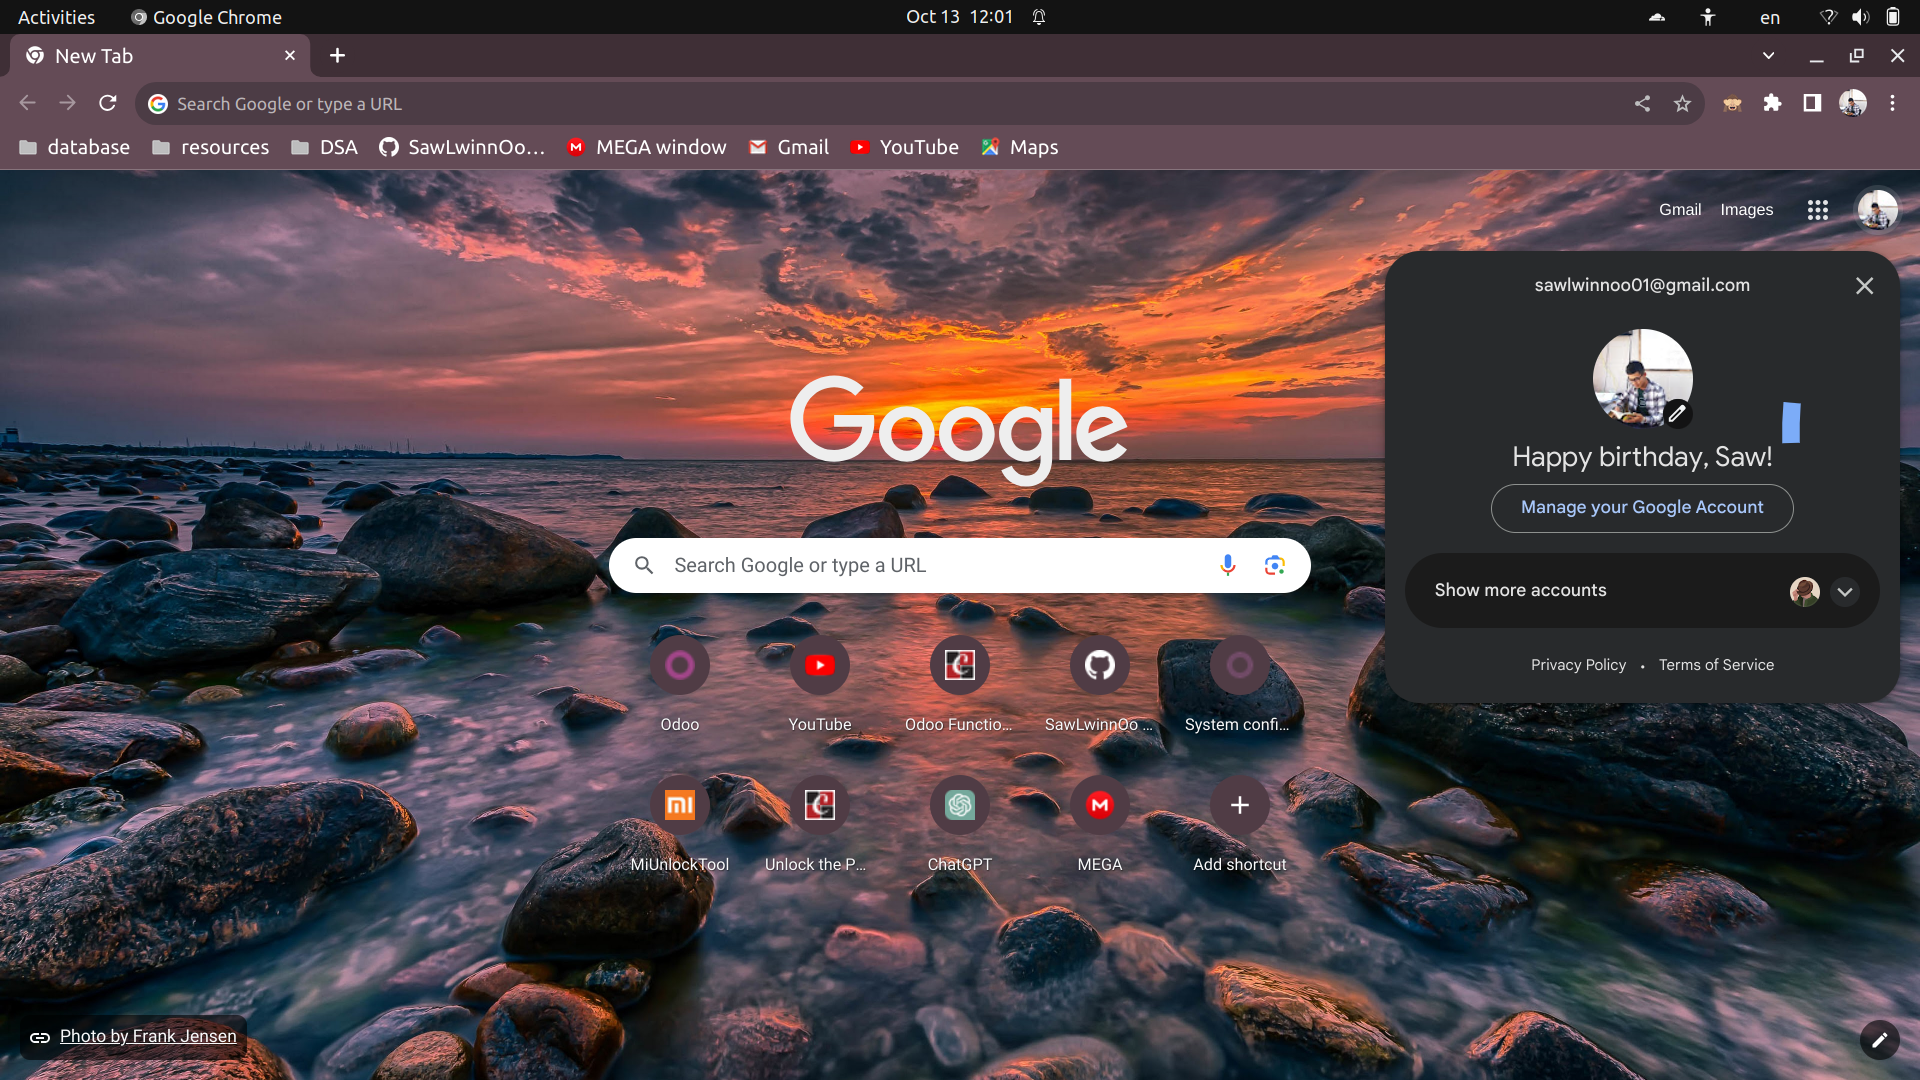 Activities Google Chrome Oct 13 12:01 en
New Tab
Search Google or type a URL
database resources DSA SawLwinnOo... MEGA window Gmail YouTube Maps
Gmail Images
sawlwinnoo01@gmail.com
Google
Happy birthday, Saw!
Manage your Google Account
Search Google or type a URL
Show more accounts
Privacy Policy • Terms of Service
Odoo YouTube Odoo Functio... SawLwinnOo ... System confi...
MiUnlockTool Unlock the P... ChatGPT MEGA Add shortcut
Photo by Frank Jensen